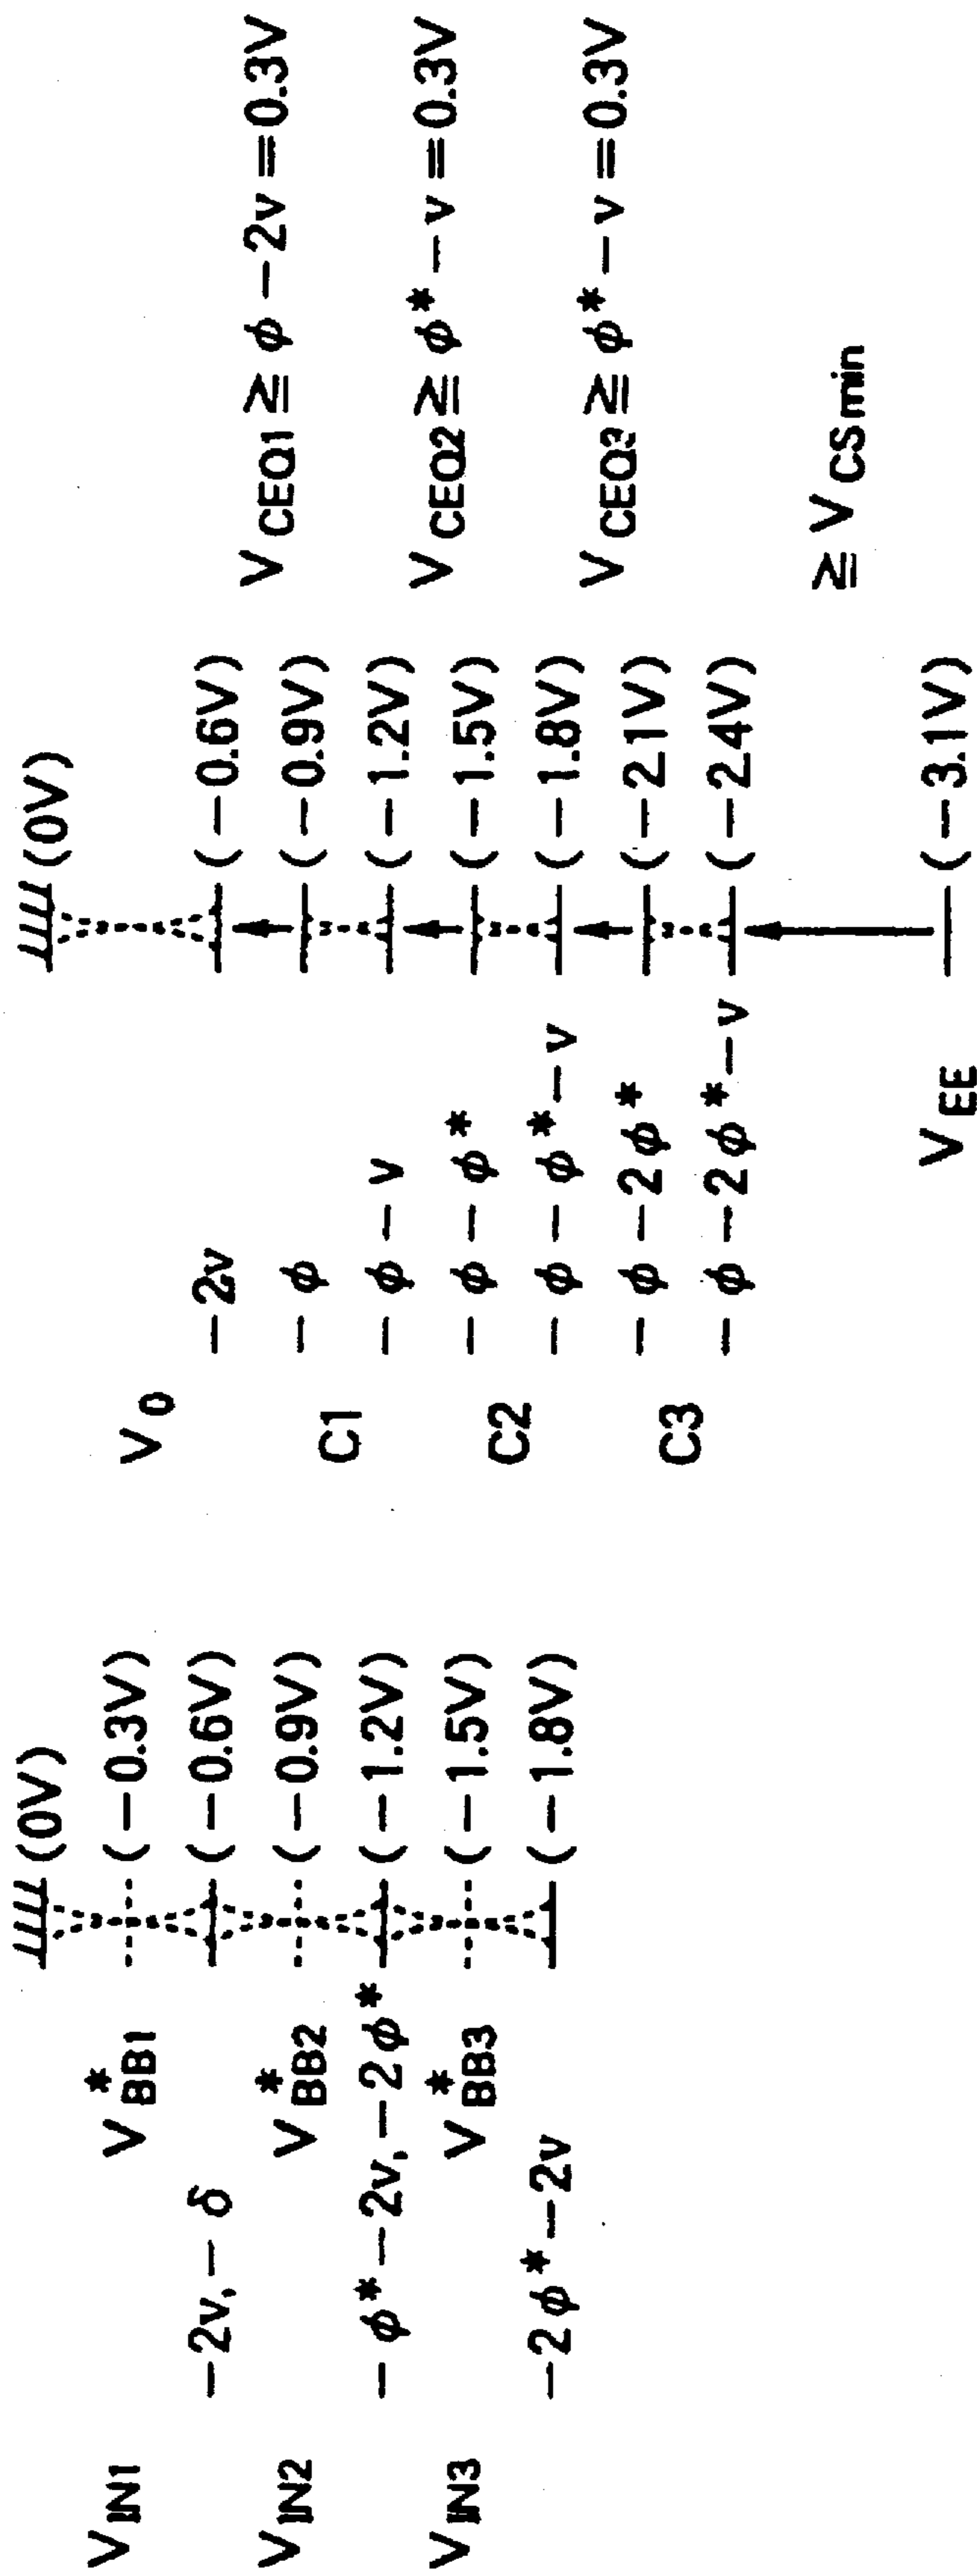 (0V)
V_IN1 V*_BB1 (−0.3V)
−2v, −δ (−0.6V)
V_IN2 V*_BB2 (−0.9V)
−φ*−2v, −2φ* (−1.2V)
V_IN3 V*_BB3 (−1.5V)
−2φ*−2v (−1.8V)
(0V)
V_O
−2v (−0.6V)
V_CEQ1 ≧ φ−2v=0.3V
−φ (−0.9V)
C1
−φ−v (−1.2V)
V_CEQ2 ≧ φ*−v=0.3V
−φ−φ* (−1.5V)
C2
−φ−φ*−v (−1.8V)
V_CEQ3 ≧ φ*−v=0.3V
−φ−2φ* (−2.1V)
C3
−φ−2φ*−v (−2.4V)
≧ V_CSmin
V_EE (−3.1V)